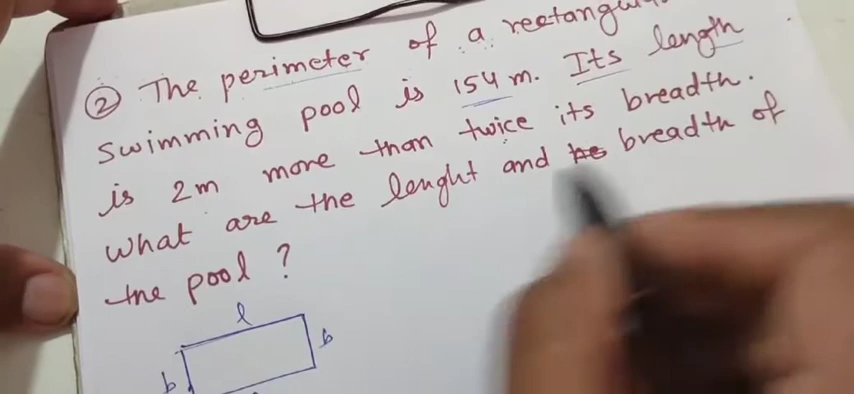 ② The perimeter of a rectangular
swimming pool is 154 m. Its length
is 2m more than twice its breadth.
What are the lenght and breadth of
the pool ?
l
b
b